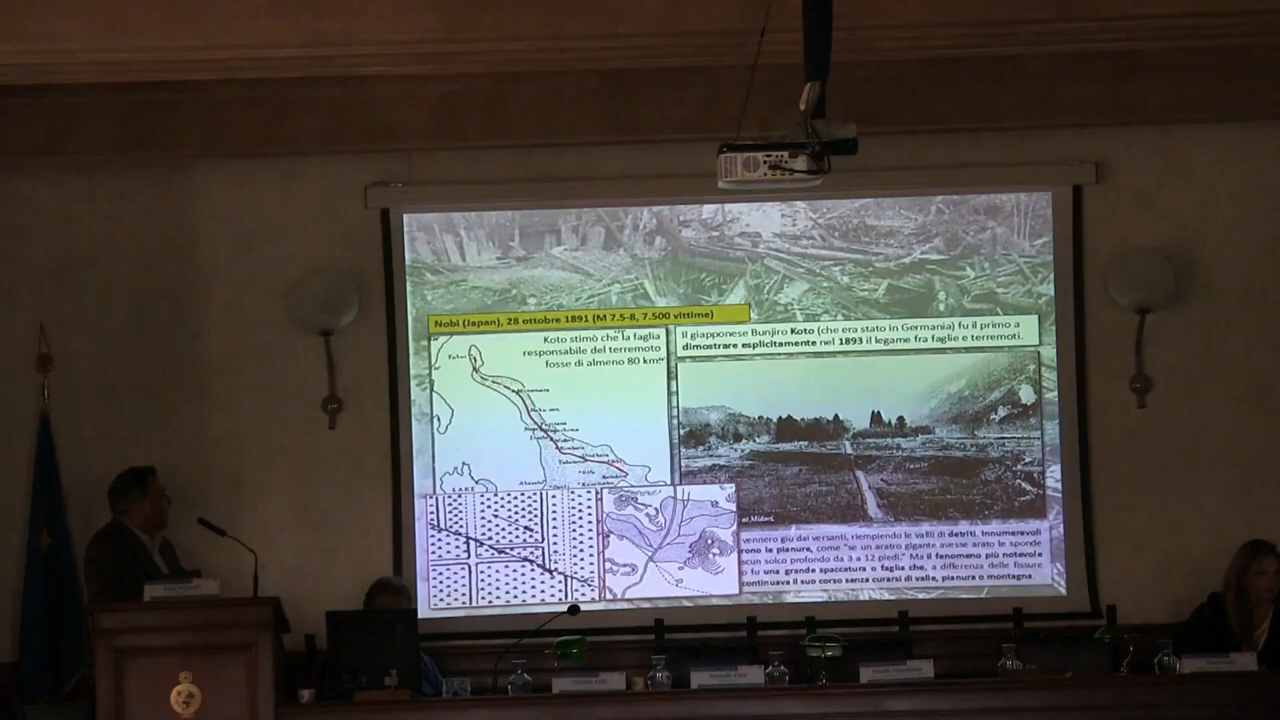 Nobi (Japan), 28 ottobre 1891 (M 7.5-8, 7.500 vittime)
Koto stimò che la faglia
responsabile del terremoto
fosse di almeno 80 km
Il giapponese Bunjiro Koto (che era stato in Germania) fu il primo a
dimostrare esplicitamente nel 1893 il legame fra faglie e terremoti.
LAKE
at Midori.
vennero giù dai versanti, riempiendo le valli di detriti. Innumerevoli
rono le planure, come "se un aratro gigante avesse arato le sponde
scun solco profondo da 3 a 12 piedi." Ma il fenomeno più notevole
o fu una grande spaccatura o faglia che, a differenza delle fissure
continuava il suo corso senza curarsi di valle, pianura o montagna.